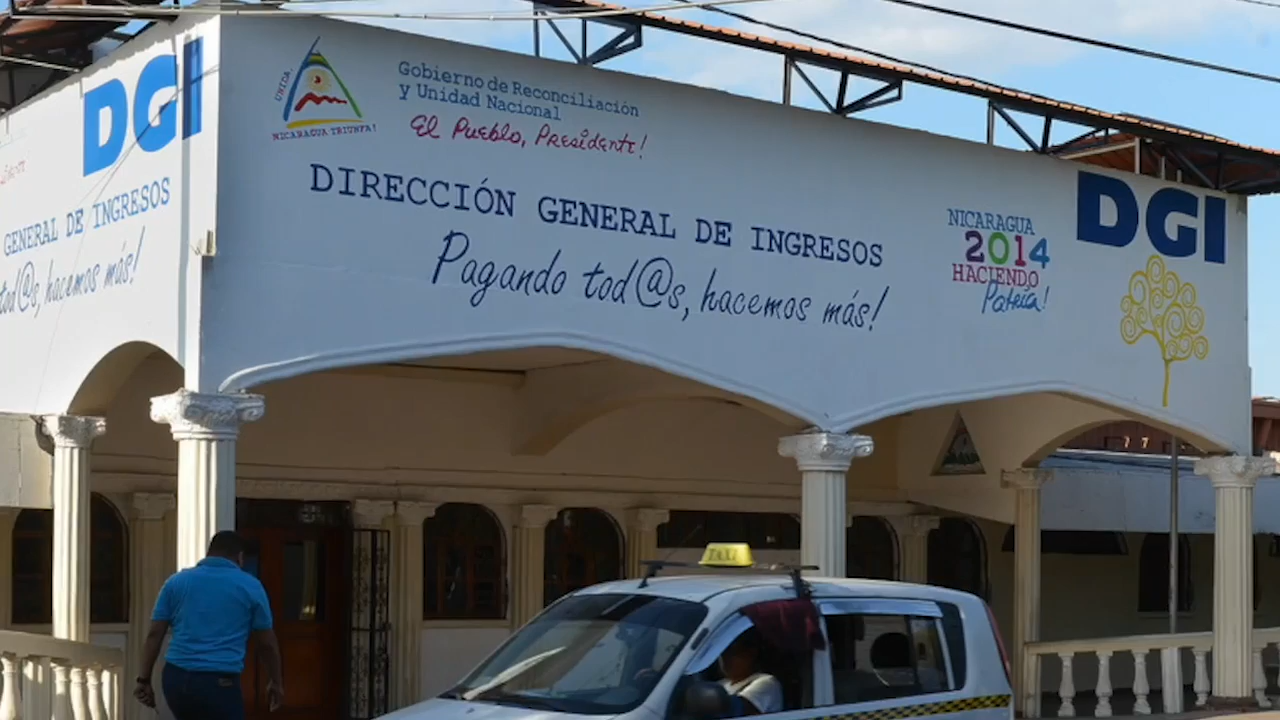 DGI
GENERAL DE INGRESOS
tod@s, hacemos más!
UNIDA,
NICARAGUA TRIUNFA!
Gobierno de Reconciliación
y Unidad Nacional
El Pueblo, Presidente!
DIRECCIÓN GENERAL DE INGRESOS
Pagando tod@s, hacemos más!
NICARAGUA
2014
HACIENDO
Patria!
DGI
TAXI